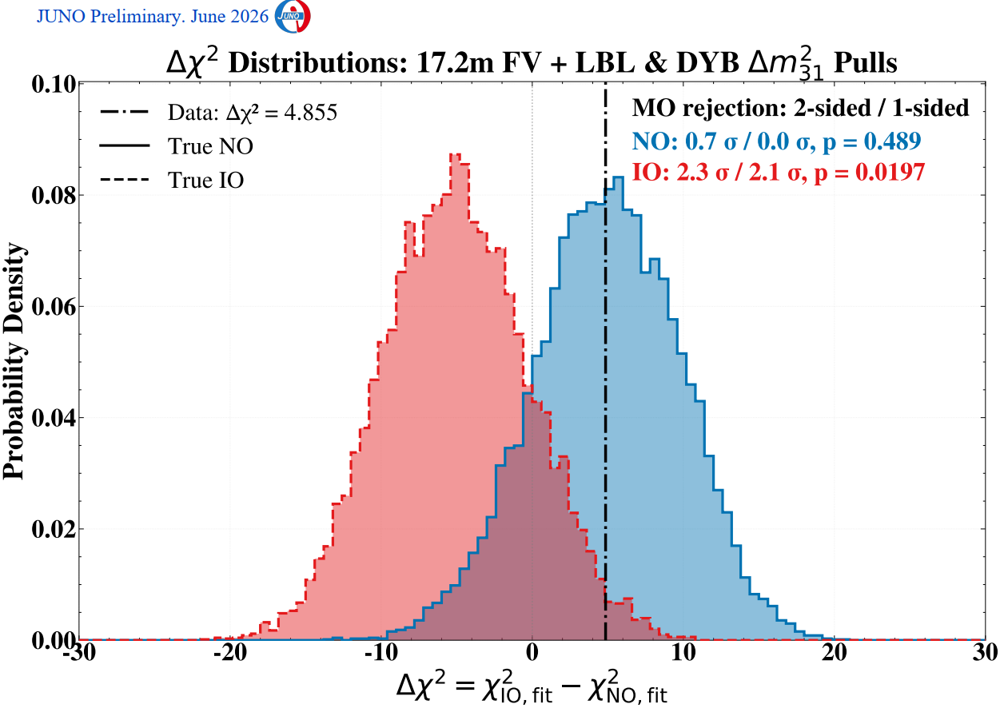 JUNO Preliminary. June 2026
JUNO
Δχ² Distributions: 17.2m FV + LBL & DYB Δm²₃₁ Pulls
Data: Δχ² = 4.855
True NO
True IO
MO rejection: 2-sided / 1-sided
NO: 0.7 σ / 0.0 σ, p = 0.489
IO: 2.3 σ / 2.1 σ, p = 0.0197
Probability Density
0.10
0.08
0.06
0.04
0.02
0.00
-30 -20 -10 0 10 20 30
Δχ² = χ²_IO, fit − χ²_NO, fit